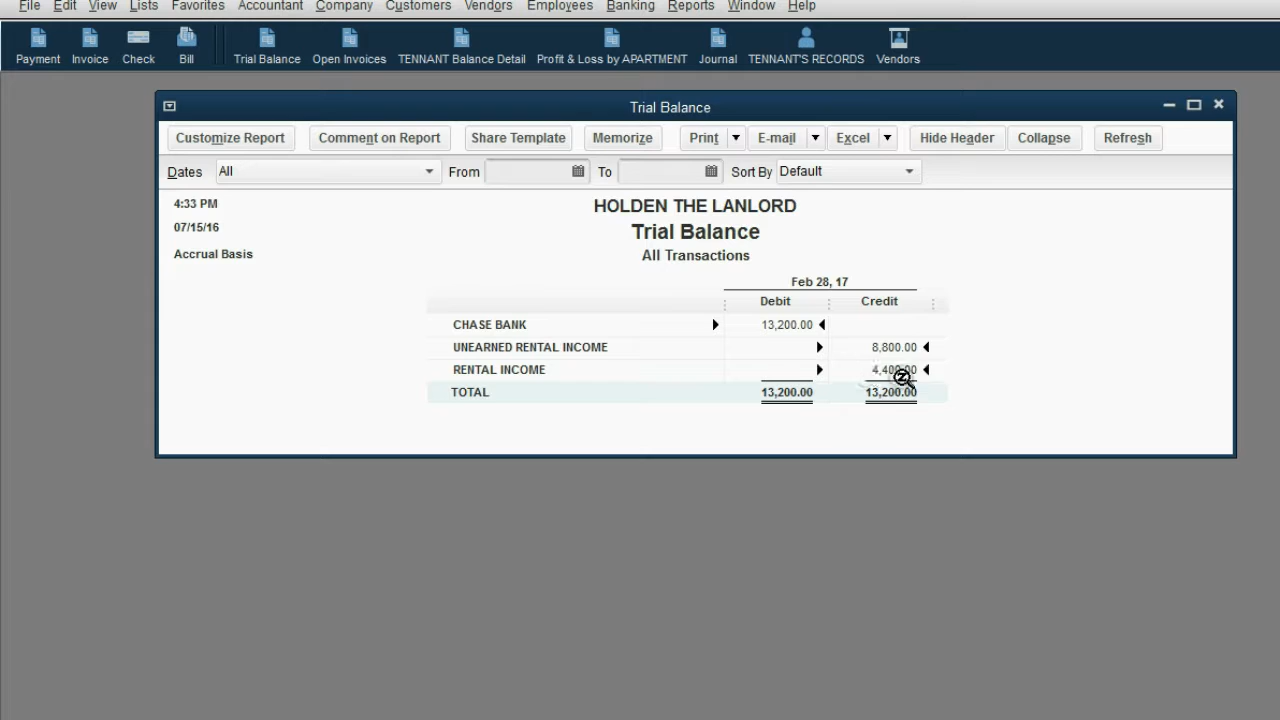 File Edit View Lists Favorites Accountant Company Customers Vendors Employees Banking Reports Window Help
Payment Invoice Check Bill Trial Balance Open Invoices TENNANT Balance Detail Profit & Loss by APARTMENT Journal TENNANT'S RECORDS Vendors
Trial Balance
Customize Report Comment on Report Share Template Memorize Print E-mail Excel Hide Header Collapse Refresh
Dates All From To Sort By Default
4:33 PM HOLDEN THE LANLORD
07/15/16 Trial Balance
Accrual Basis All Transactions
Feb 28, 17
Debit Credit
CHASE BANK 13,200.00
UNEARNED RENTAL INCOME 8,800.00
RENTAL INCOME 4,400.00
TOTAL 13,200.00 13,200.00